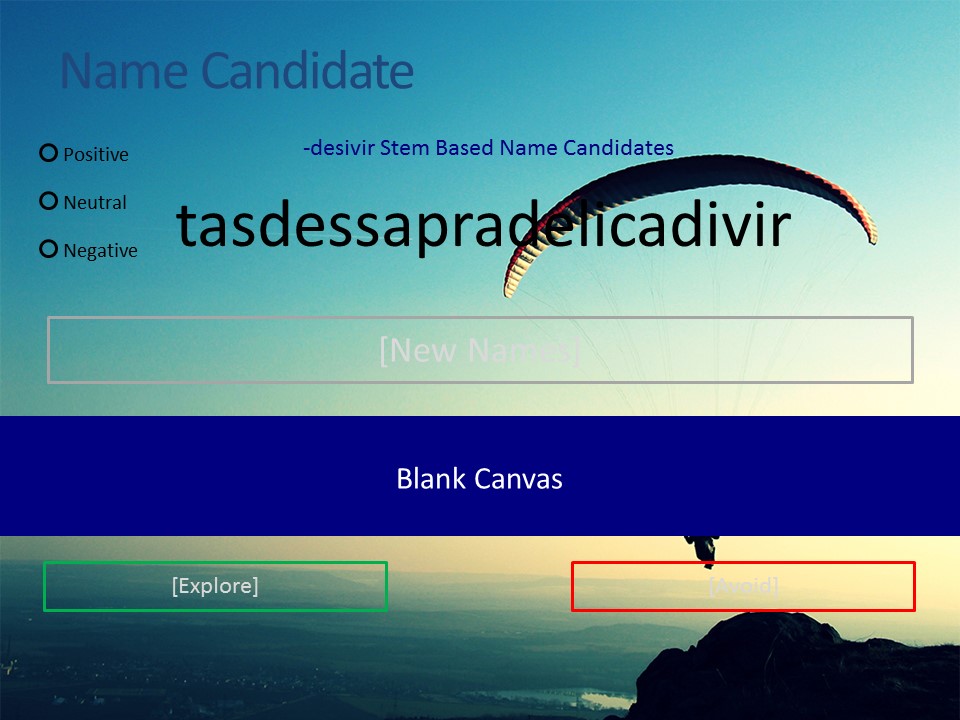 Name Candidate
-desivir Stem Based Name Candidates
Positive
Neutral
Negative
tasdessapradelicadivir
[New Names]
Blank Canvas
[Explore]
[Avoid]